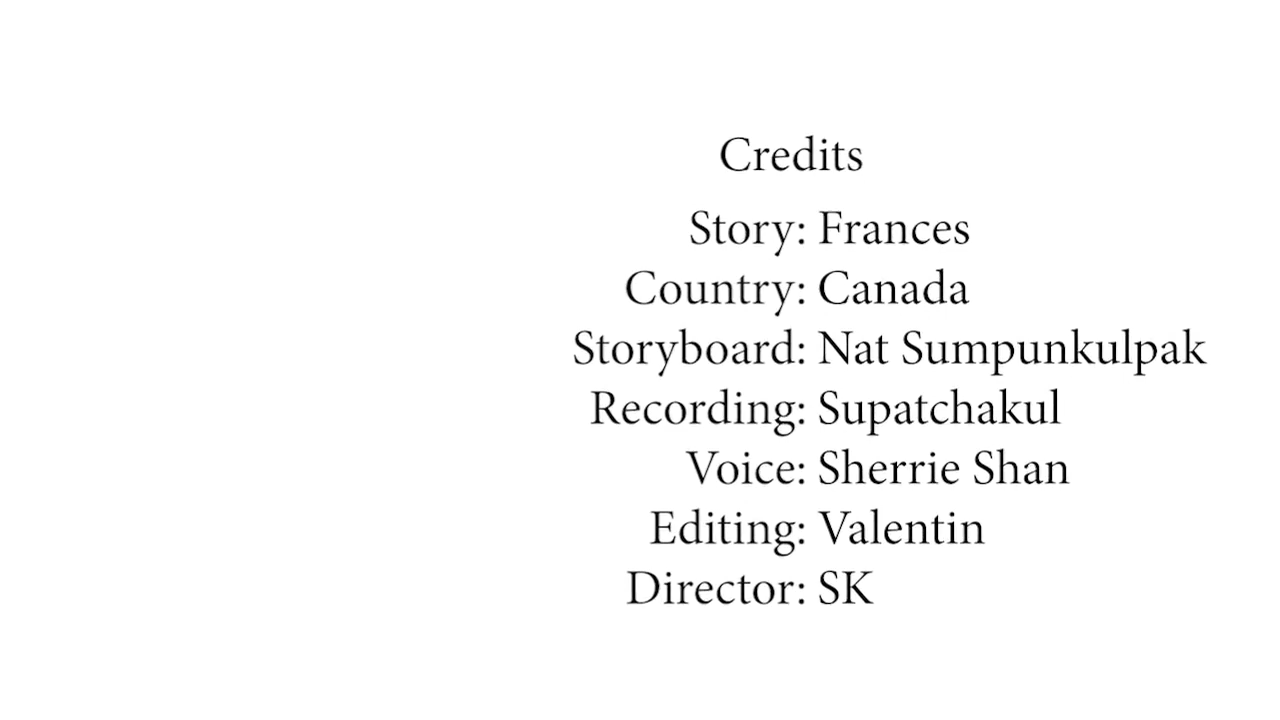 Credits
Story: Frances
Country: Canada
Storyboard: Nat Sumpunkulpak
Recording: Supatchakul
Voice: Sherrie Shan
Editing: Valentin
Director: SK